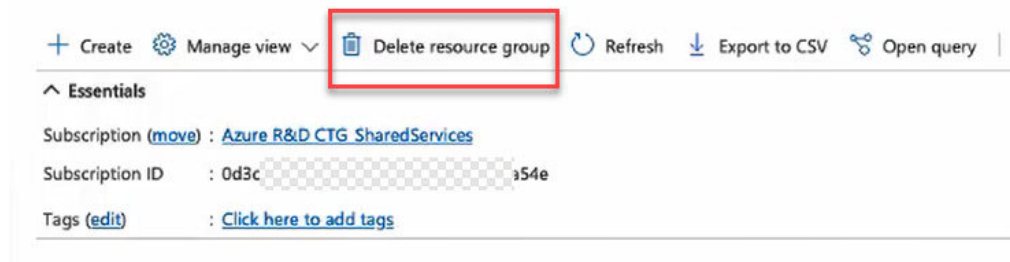 Create Manage view Delete resource group Refresh Export to CSV Open query
Essentials
Subscription (move) : Azure R&D CTG SharedServices
Subscription ID : 0d3c a54e
Tags (edit) : Click here to add tags